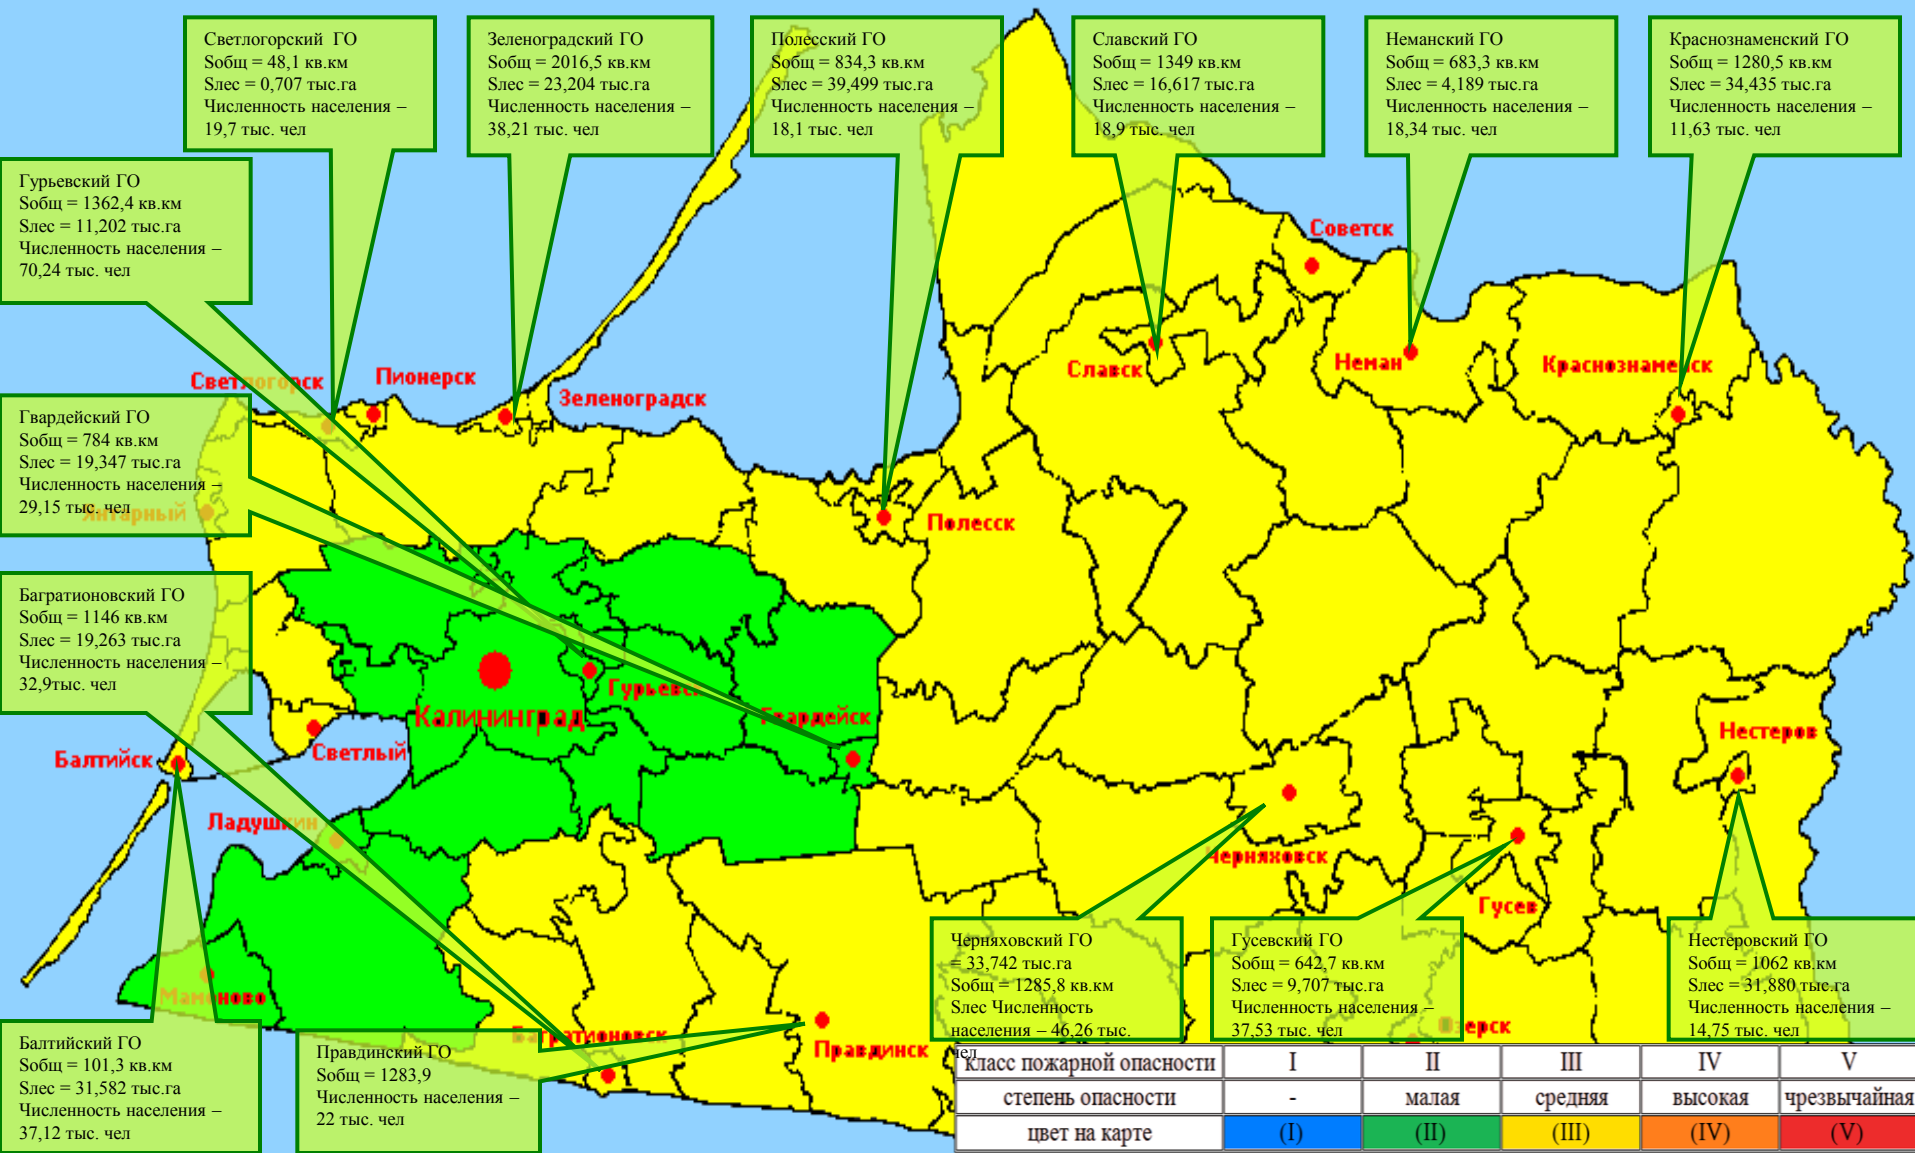 Светлогорский ГО
Sобщ = 48,1 кв.км
Sлес = 0,707 тыс.га
Численность населения –
19,7 тыс. чел
Зеленоградский ГО
Sобщ = 2016,5 кв.км
Sлес = 23,204 тыс.га
Численность населения –
38,21 тыс. чел
Полесский ГО
Sобщ = 834,3 кв.км
Sлес = 39,499 тыс.га
Численность населения –
18,1 тыс. чел
Славский ГО
Sобщ = 1349 кв.км
Sлес = 16,617 тыс.га
Численность населения –
18,9 тыс. чел
Неманский ГО
Sобщ = 683,3 кв.км
Sлес = 4,189 тыс.га
Численность населения –
18,34 тыс. чел
Краснознаменский ГО
Sобщ = 1280,5 кв.км
Sлес = 34,435 тыс.га
Численность населения –
11,63 тыс. чел
Гурьевский ГО
Sобщ = 1362,4 кв.км
Sлес = 11,202 тыс.га
Численность населения –
70,24 тыс. чел
Советск
Светлогорск
Пионерск
Зеленоградск
Славск
Неман
Краснознаменск
Гвардейский ГО
Sобщ = 784 кв.км
Sлес = 19,347 тыс.га
Численность населения –
29,15 тыс. чел
Янтарный
Полесск
Багратионовский ГО
Sобщ = 1146 кв.км
Sлес = 19,263 тыс.га
Численность населения –
32,9тыс. чел
Гурьевск
Калининград
Гвардейск
Светлый
Балтийск
Нестеров
Ладушкин
Черняховск
Гусев
Мамоново
Багратионовск
Правдинск
Озерск
Черняховский ГО
= 33,742 тыс.га
Sобщ = 1285,8 кв.км
Sлес Численность
населения – 46,26 тыс.
чел
Гусевский ГО
Sобщ = 642,7 кв.км
Sлес = 9,707 тыс.га
Численность населения –
37,53 тыс. чел
Нестеровский ГО
Sобщ = 1062 кв.км
Sлес = 31,880 тыс.га
Численность населения –
14,75 тыс. чел
Балтийский ГО
Sобщ = 101,3 кв.км
Sлес = 31,582 тыс.га
Численность населения –
37,12 тыс. чел
Правдинский ГО
Sобщ = 1283,9
Численность населения –
22 тыс. чел
класс пожарной опасности I II III IV V
степень опасности - малая средняя высокая чрезвычайная
цвет на карте (I) (II) (III) (IV) (V)